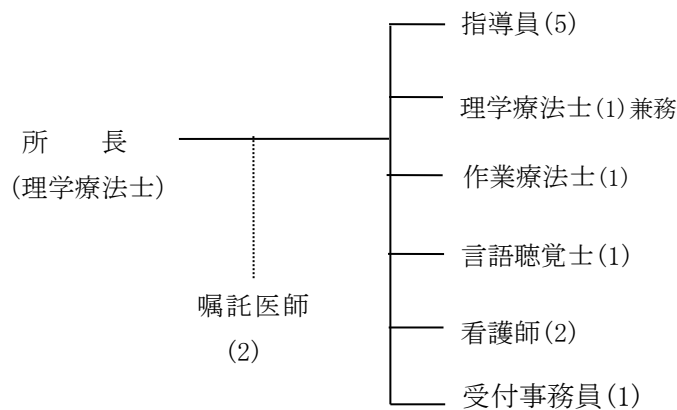 指導員(5)
理学療法士(1)兼務
所　　長
(理学療法士)
作業療法士(1)
言語聴覚士(1)
嘱託医師
(2)
看護師(2)
受付事務員(1)